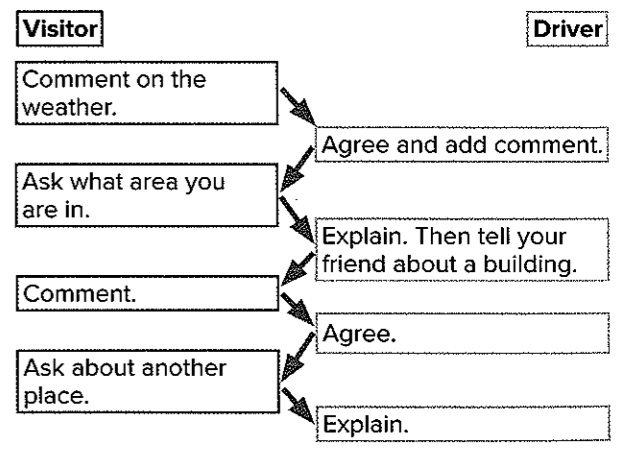 Visitor
Driver
Comment on the
weather.
Agree and add comment.
Ask what area you
are in.
Explain. Then tell your
friend about a building.
Comment.
Agree.
Ask about another
place.
Explain.